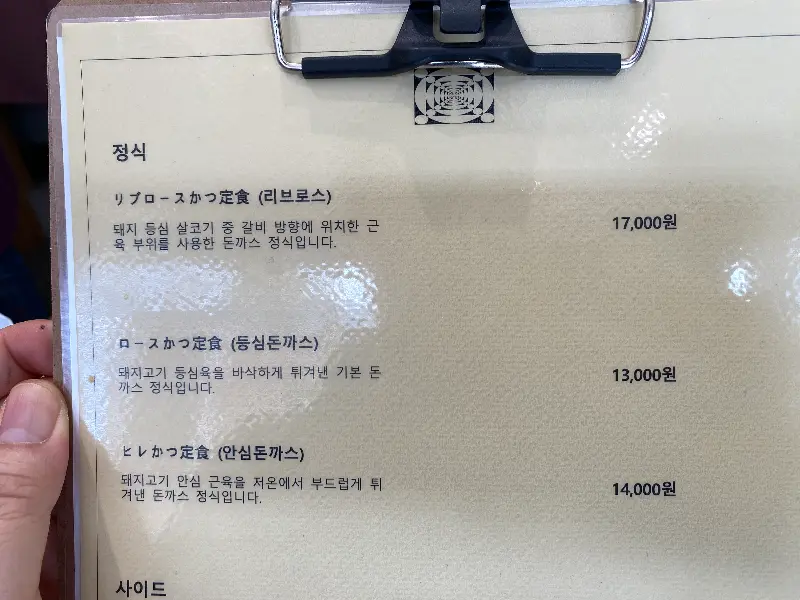 정식
リブロースかつ定食 (리브로스)
돼지 등심 살코기 중 갈비 방향에 위치한 근
육 부위를 사용한 돈까스 정식입니다.
17,000원
ロースかつ定食 (등심돈까스)
돼지고기 등심육을 바삭하게 튀겨낸 기본 돈
까스 정식입니다.
13,000원
ヒレかつ定食 (안심돈까스)
돼지고기 안심 근육을 저온에서 부드럽게 튀
겨낸 돈까스 정식입니다.
14,000원
사이드